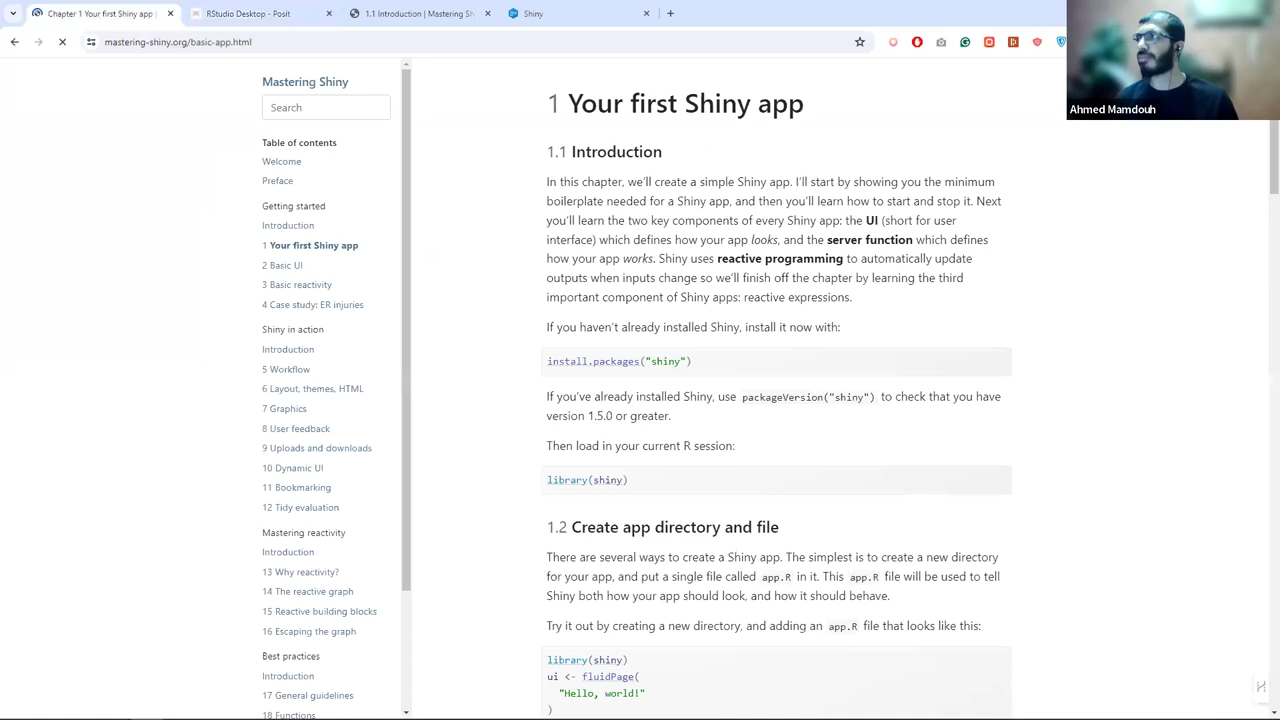 Chapter 1 Your first Shiny app |
RStudio Desktop - Posit
1.1 Introduction | Mastering Sh
Shiny
mastering-shiny.org/basic-app.html
Ahmed Mamdouh
Mastering Shiny
Search
Table of contents
Welcome
Preface
Getting started
Introduction
1 Your first Shiny app
2 Basic UI
3 Basic reactivity
4 Case study: ER injuries
Shiny in action
Introduction
5 Workflow
6 Layout, themes, HTML
7 Graphics
8 User feedback
9 Uploads and downloads
10 Dynamic UI
11 Bookmarking
12 Tidy evaluation
Mastering reactivity
Introduction
13 Why reactivity?
14 The reactive graph
15 Reactive building blocks
16 Escaping the graph
Best practices
Introduction
17 General guidelines
18 Functions
1 Your first Shiny app
1.1 Introduction
In this chapter, we'll create a simple Shiny app. I'll start by showing you the minimum
boilerplate needed for a Shiny app, and then you'll learn how to start and stop it. Next
you'll learn the two key components of every Shiny app: the UI (short for user
interface) which defines how your app looks, and the server function which defines
how your app works. Shiny uses reactive programming to automatically update
outputs when inputs change so we'll finish off the chapter by learning the third
important component of Shiny apps: reactive expressions.
If you haven't already installed Shiny, install it now with:
install.packages("shiny")
If you've already installed Shiny, use packageVersion("shiny") to check that you have
version 1.5.0 or greater.
Then load in your current R session:
library(shiny)
1.2 Create app directory and file
There are several ways to create a Shiny app. The simplest is to create a new directory
for your app, and put a single file called app.R in it. This app.R file will be used to tell
Shiny both how your app should look, and how it should behave.
Try it out by creating a new directory, and adding an app.R file that looks like this:
library(shiny)
ui <- fluidPage(
"Hello, world!"
)